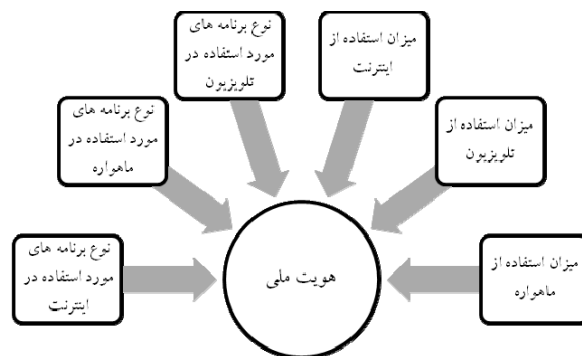 نوع برنامه های
مورد استفاده در
تلویزیون
میزان استفاده از
اینترنت
نوع برنامه های
مورد استفاده در
ماهواره
میزان استفاده از
تلویزیون
نوع برنامه های
مورد استفاده در
اینترنت
هویت ملی
میزان استفاده از
ماهواره